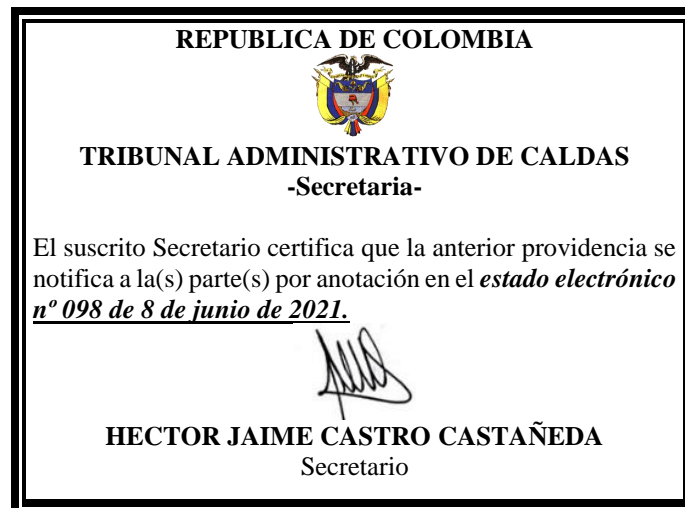 REPUBLICA DE COLOMBIA
TRIBUNAL ADMINISTRATIVO DE CALDAS
-Secretaria-
El suscrito Secretario certifica que la anterior providencia se
notifica a la(s) parte(s) por anotación en el estado electrónico
nº 098 de 8 de junio de 2021.
HECTOR JAIME CASTRO CASTAÑEDA
Secretario